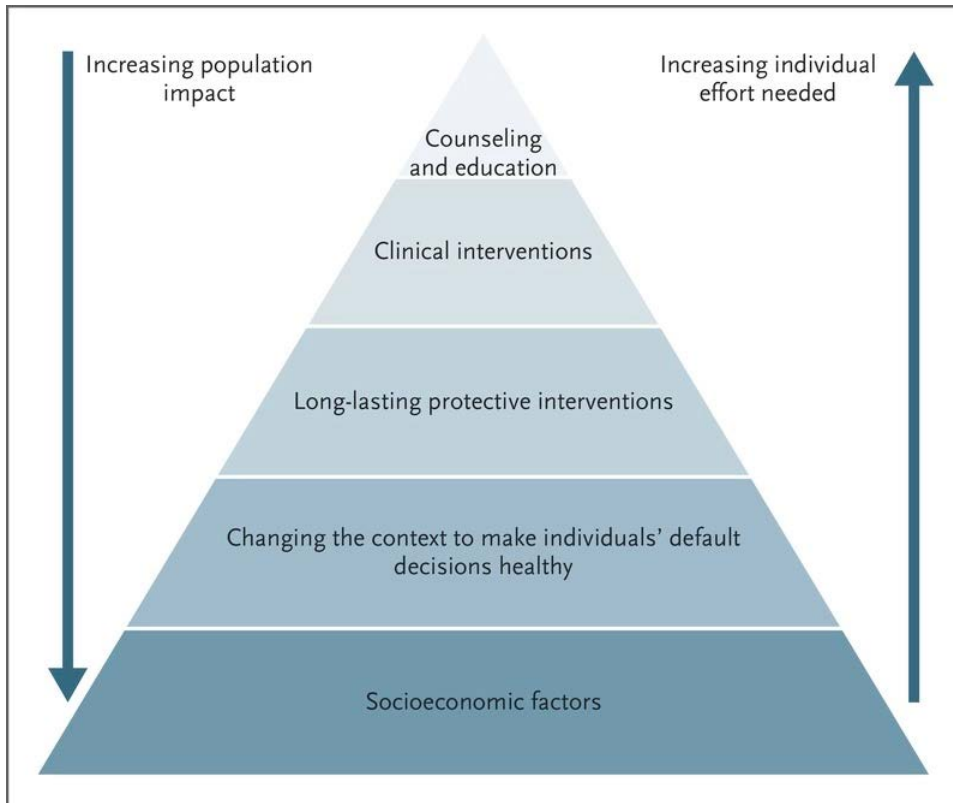 Increasing population
impact
Increasing individual
effort needed
Counseling
and education
Clinical interventions
Long-lasting protective interventions
Changing the context to make individuals’ default
decisions healthy
Socioeconomic factors